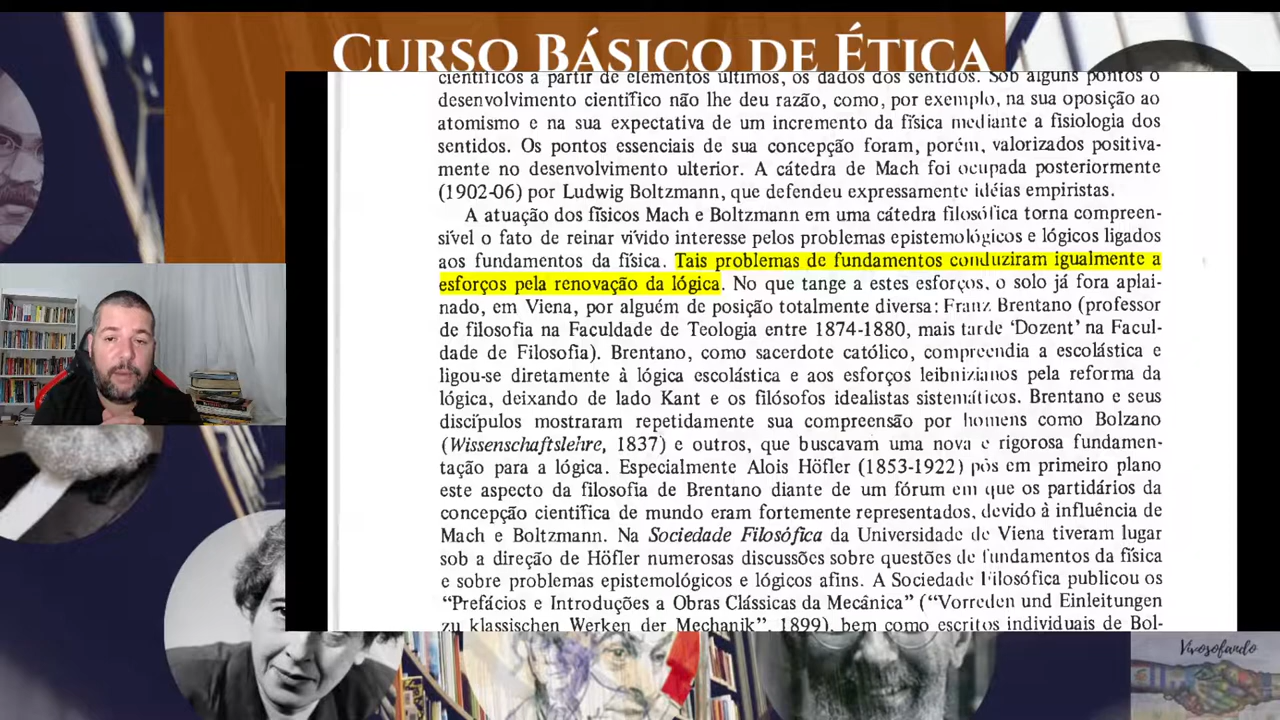 CURSO BÁSICO DE ÉTICA
científicos a partir de elementos últimos, os dados dos sentidos. Sob alguns pontos o
desenvolvimento científico não lhe deu razão, como, por exemplo, na sua oposição ao
atomismo e na sua expectativa de um incremento da física mediante a fisiologia dos
sentidos. Os pontos essenciais de sua concepção foram, porém, valorizados positiva-
mente no desenvolvimento ulterior. A cátedra de Mach foi ocupada posteriormente
(1902-06) por Ludwig Boltzmann, que defendeu expressamente idéias empiristas.
A atuação dos físicos Mach e Boltzmann em uma cátedra filosófica torna compreen-
sível o fato de reinar vívido interesse pelos problemas epistemológicos e lógicos ligados
aos fundamentos da física. Tais problemas de fundamentos conduziram igualmente a
esforços pela renovação da lógica. No que tange a estes esforços, o solo já fora aplai-
nado, em Viena, por alguém de posição totalmente diversa: Franz Brentano (professor
de filosofia na Faculdade de Teologia entre 1874-1880, mais tarde 'Dozent' na Facul-
dade de Filosofia). Brentano, como sacerdote católico, compreendia a escolástica e
ligou-se diretamente à lógica escolástica e aos esforços leibnizianos pela reforma da
lógica, deixando de lado Kant e os filósofos idealistas sistemáticos. Brentano e seus
discípulos mostraram repetidamente sua compreensão por homens como Bolzano
(Wissenschaftslehre, 1837) e outros, que buscavam uma nova e rigorosa fundamen-
tação para a lógica. Especialmente Alois Höfler (1853-1922) pôs em primeiro plano
este aspecto da filosofia de Brentano diante de um fórum em que os partidários da
concepção científica de mundo eram fortemente representados, devido à influência de
Mach e Boltzmann. Na Sociedade Filosófica da Universidade de Viena tiveram lugar
sob a direção de Höfler numerosas discussões sobre questões de fundamentos da física
e sobre problemas epistemológicos e lógicos afins. A Sociedade Filosófica publicou os
“Prefácios e Introduções a Obras Clássicas da Mecânica” (“Vorreden und Einleitungen
zu klassischen Werken der Mechanik”, 1899), bem como escritos individuais de Bol-
Vivosofando